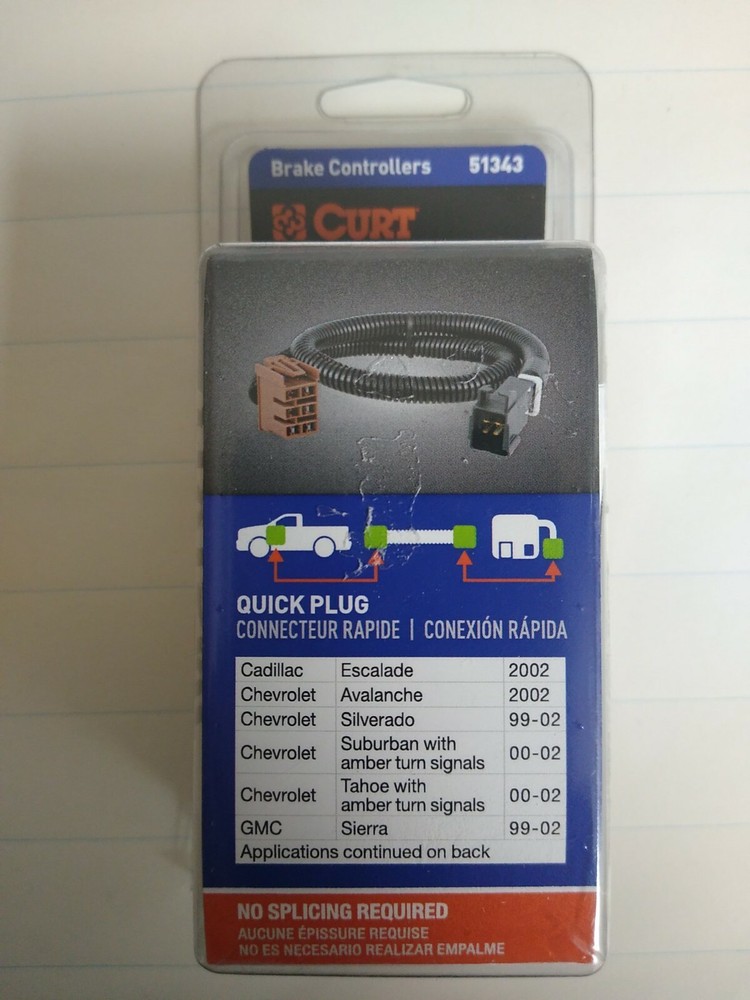 Brake Controllers 51343
CURT
QUICK PLUG
CONNECTEUR RAPIDE | CONEXIÓN RÁPIDA
Cadillac Escalade 2002
Chevrolet Avalanche 2002
Chevrolet Silverado 99-02
Chevrolet Suburban with
amber turn signals 00-02
Chevrolet Tahoe with
amber turn signals 00-02
GMC Sierra 99-02
Applications continued on back
NO SPLICING REQUIRED
AUCUNE ÉPISSURE REQUISE
NO ES NECESARIO REALIZAR EMPALME